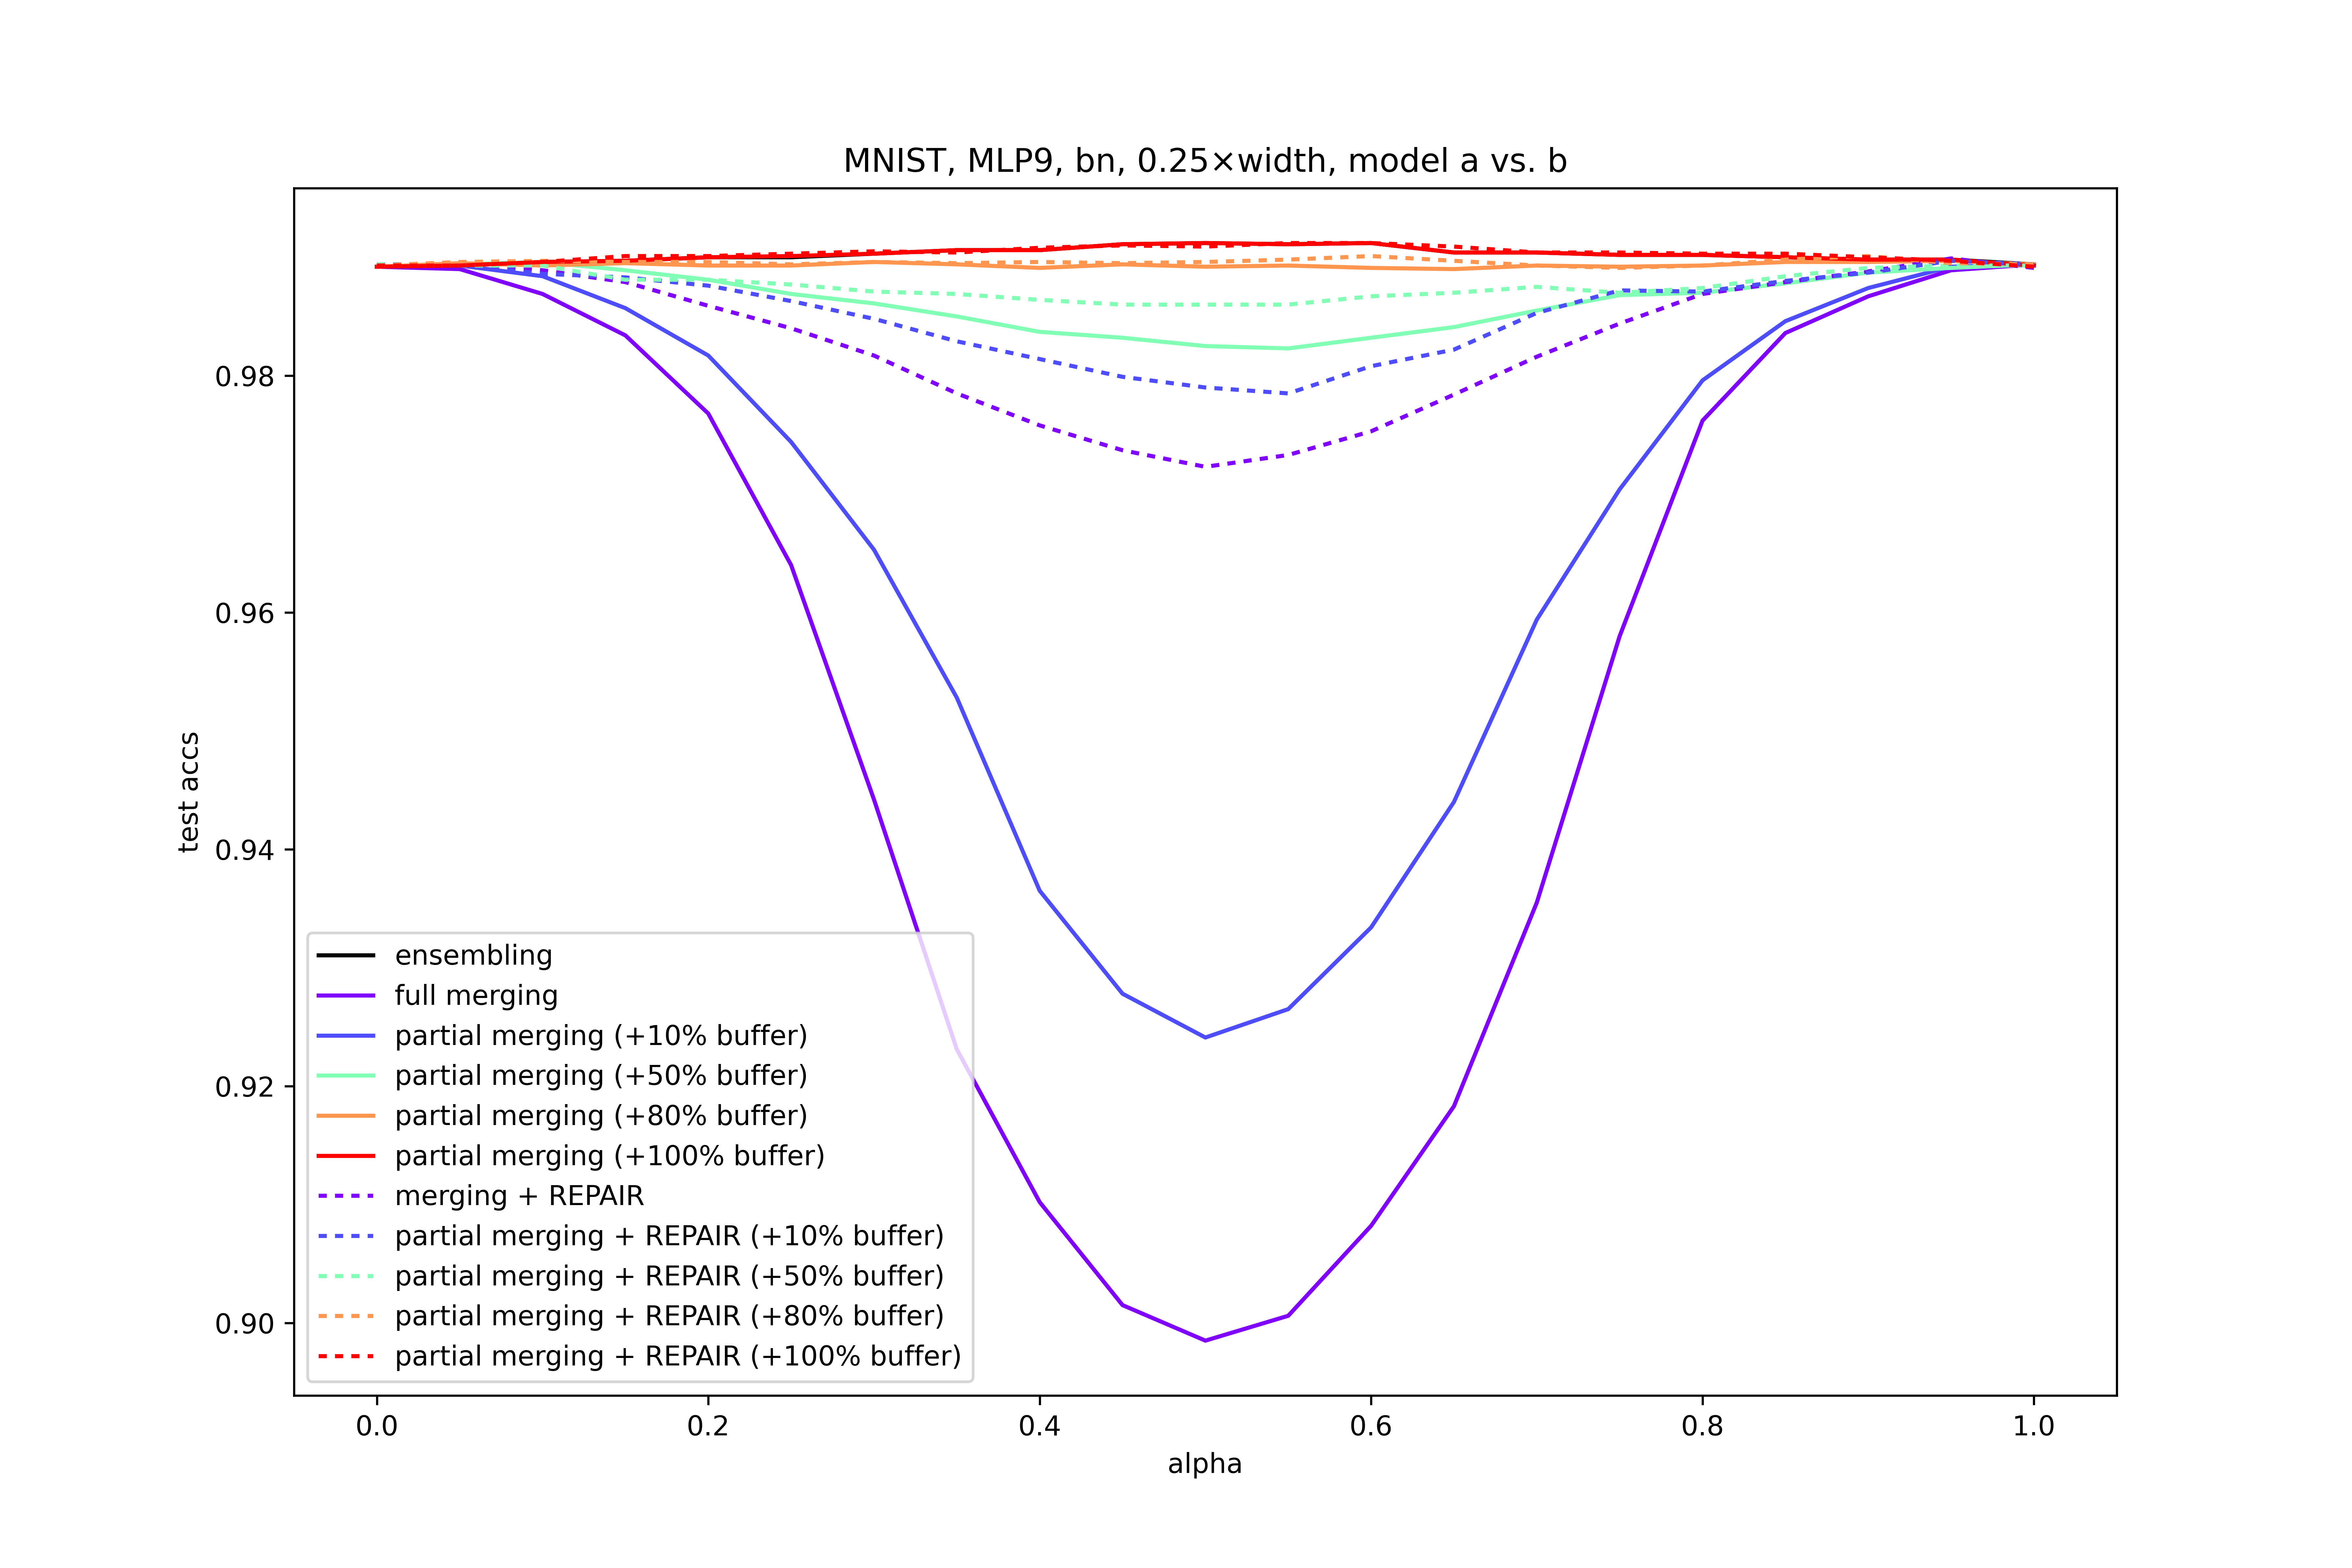 MNIST, MLP9, bn, 0.25×width, model a vs. b
0.98
0.96
0.94
0.92
0.90
test accs
ensembling
full merging
partial merging (+10% buffer)
partial merging (+50% buffer)
partial merging (+80% buffer)
partial merging (+100% buffer)
merging + REPAIR
partial merging + REPAIR (+10% buffer)
partial merging + REPAIR (+50% buffer)
partial merging + REPAIR (+80% buffer)
partial merging + REPAIR (+100% buffer)
0.0 0.2 0.4 0.6 0.8 1.0
alpha